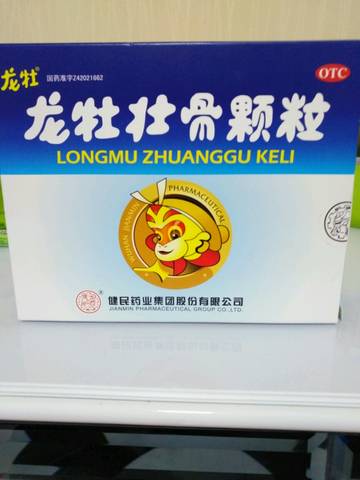 龙牡
国药准字Z42021662
OTC
龙牡壮骨颗粒
LONGMU ZHUANGGU KELI
WUHAN JIANMIN PHARMACEUTICAL
健民药业集团股份有限公司
JIANMIN PHARMACEUTICAL GROUP CO.,LTD.